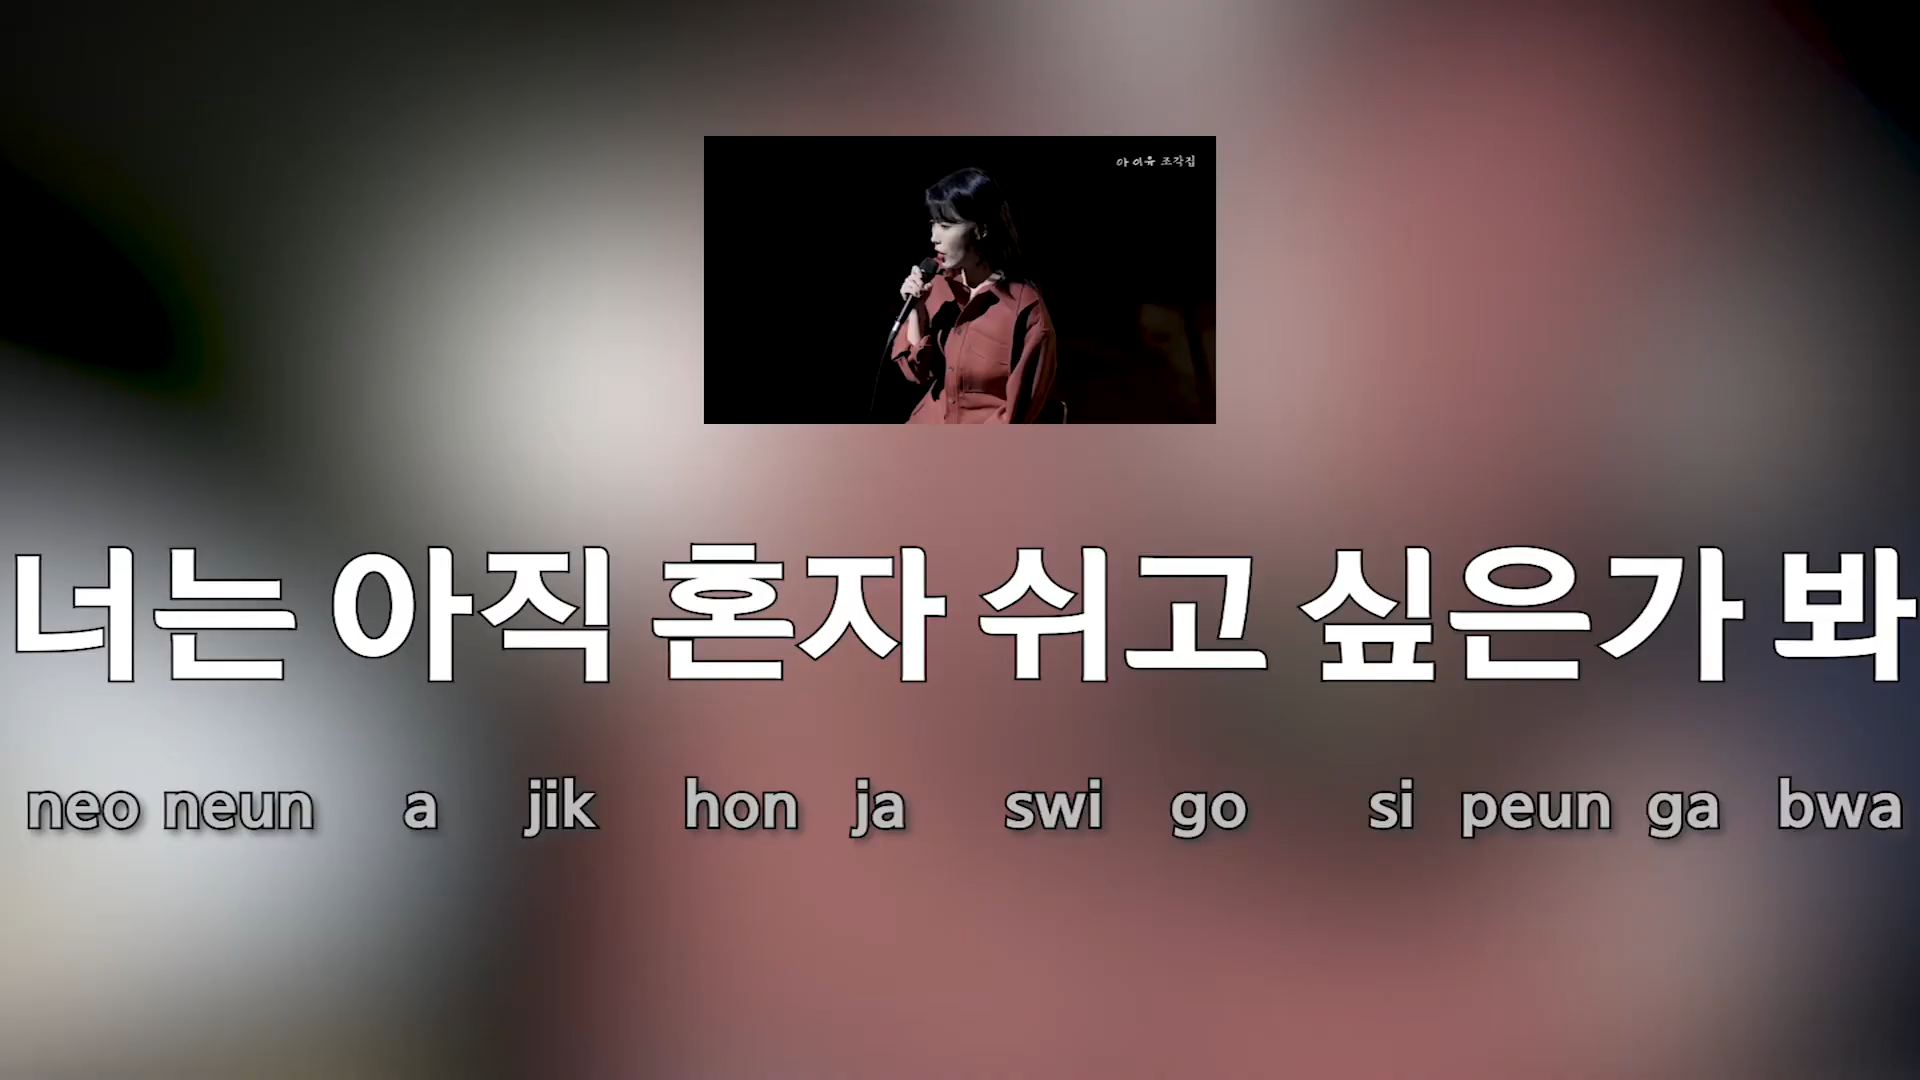 아이유 조각집
너는 아직 혼자 쉬고 싶은가 봐
neo neun a jik hon ja swi go si peun ga bwa